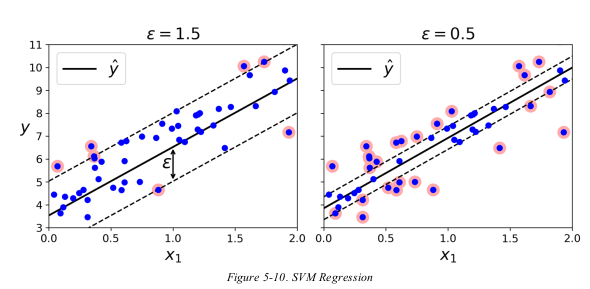 ε = 1.5
ε = 0.5
11
10
9
8
7
6
5
4
3
y
ŷ
ε
0.0 0.5 1.0 1.5 2.0
x₁
ŷ
0.0 0.5 1.0 1.5 2.0
x₁
Figure 5-10. SVM Regression